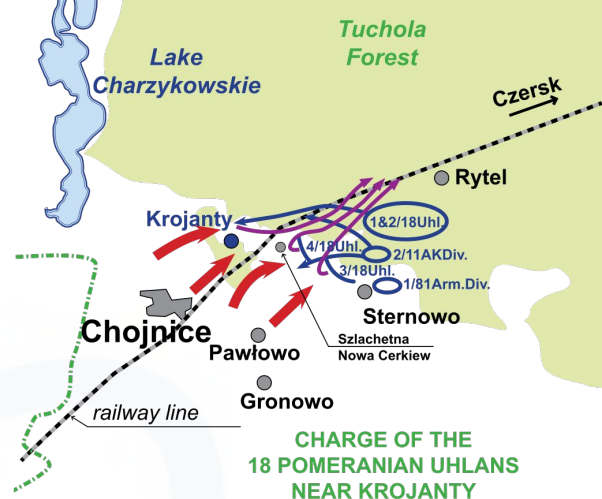 Tuchola
Forest
Lake
Charzykowskie
Czersk
Rytel
Krojanty
1&2/18Uhl.
4/18Uhl.
2/11AKDiv.
3/18Uhl.
1/81Arm.Div.
Sternowo
Chojnice
Szlachetna
Nowa Cerkiew
Pawłowo
Gronowo
railway line
CHARGE OF THE
18 POMERANIAN UHLANS
NEAR KROJANTY